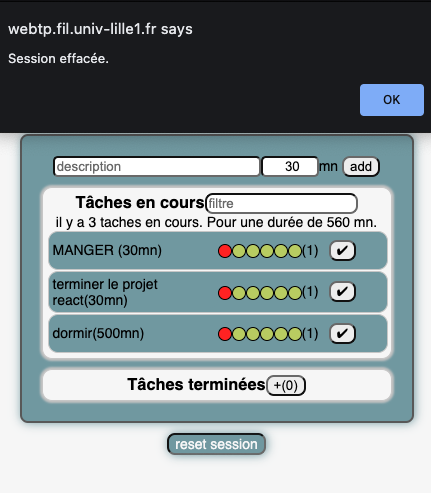 webtp.fil.univ-lille1.fr says
Session effacée.
OK
description 30 mn add
Tâches en cours filtre
il y a 3 taches en cours. Pour une durée de 560 mn.
MANGER (30mn) (1) ✔
terminer le projet
react(30mn) (1) ✔
dormir(500mn) (1) ✔
Tâches terminées +(0)
reset session